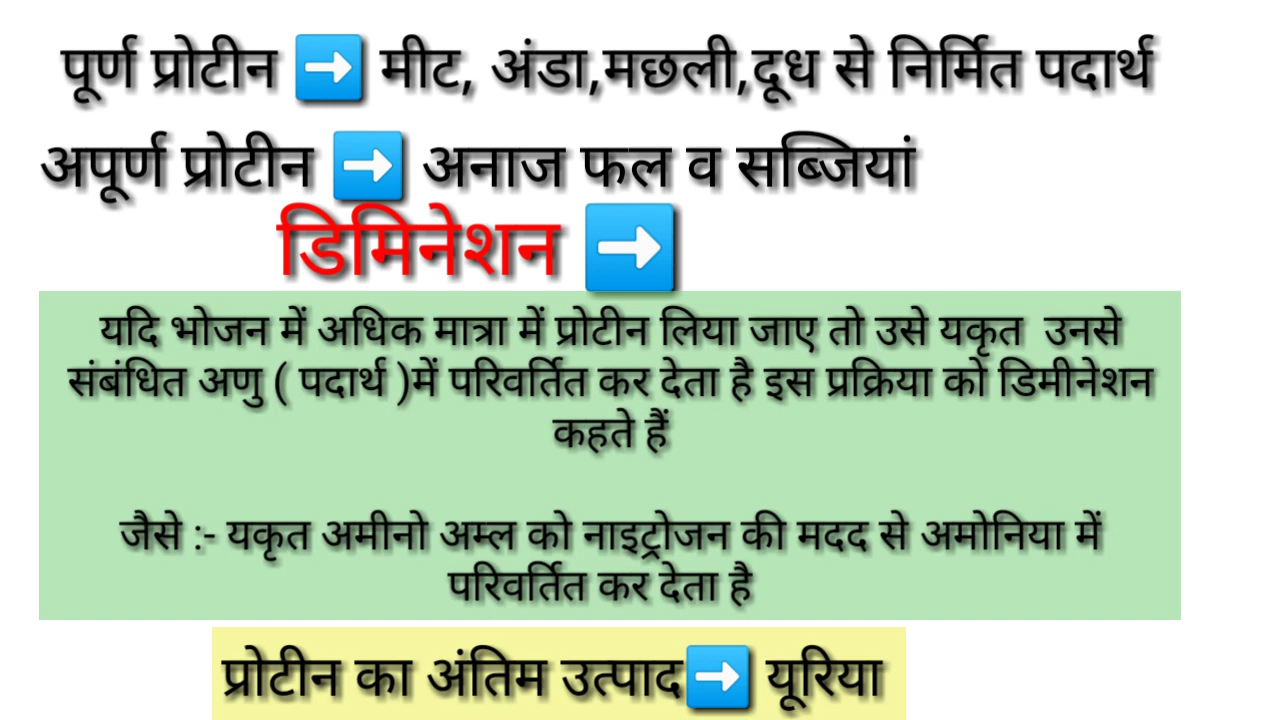 पूर्ण प्रोटीन ➡️ मीट, अंडा,मछली,दूध से निर्मित पदार्थ
अपूर्ण प्रोटीन ➡️ अनाज फल व सब्जियां
डिमिनेशन ➡️
यदि भोजन में अधिक मात्रा में प्रोटीन लिया जाए तो उसे यकृत उनसे
संबंधित अणु ( पदार्थ )में परिवर्तित कर देता है इस प्रक्रिया को डिमीनेशन
कहते हैं
जैसे :- यकृत अमीनो अम्ल को नाइट्रोजन की मदद से अमोनिया में
परिवर्तित कर देता है
प्रोटीन का अंतिम उत्पाद➡️ यूरिया